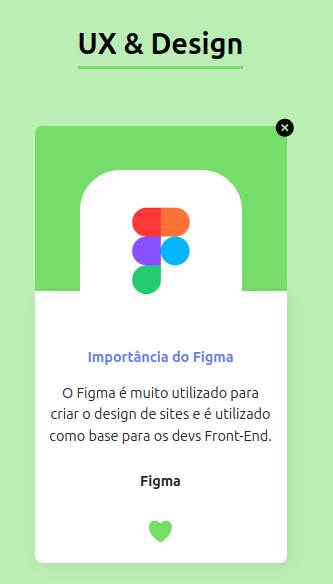 UX & Design
Importância do Figma
O Figma é muito utilizado para
criar o design de sites e é utilizado
como base para os devs Front-End.
Figma